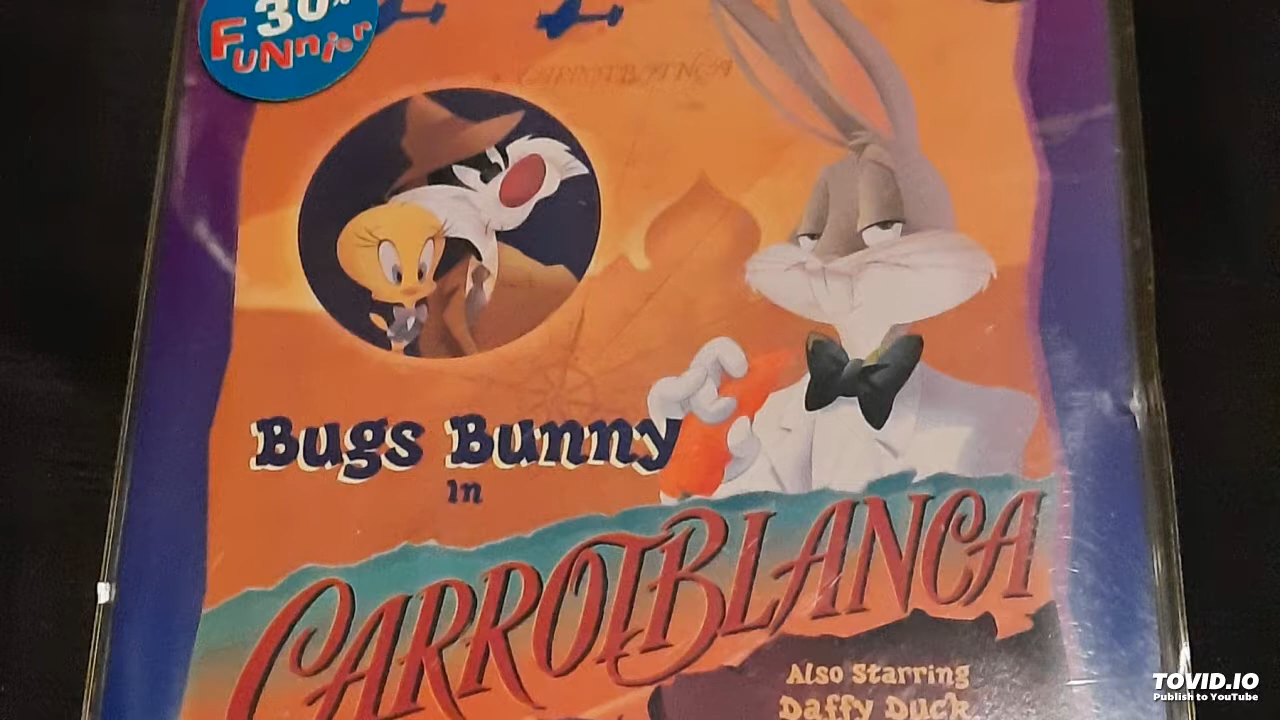 30%
Funnier
CARROTBLANCA
Bugs Bunny
in
CARROTBLANCA
Also Starring
Daffy Duck
TOVID.IO
Publish to YouTube